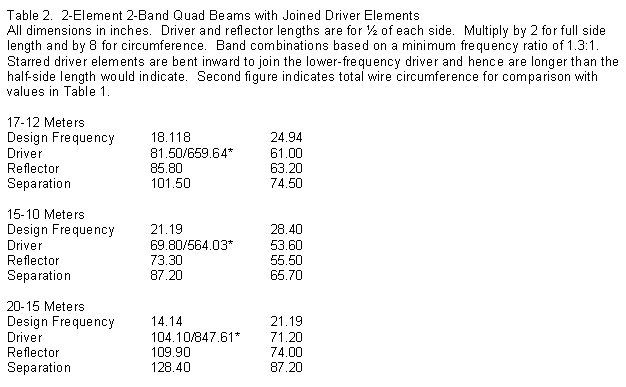 Table 2.  2-Element 2-Band Quad Beams with Joined Driver Elements
All dimensions in inches.  Driver and reflector lengths are for ½ of each side.  Multiply by 2 for full side
length and by 8 for circumference.  Band combinations based on a minimum frequency ratio of 1.3:1.
Starred driver elements are bent inward to join the lower-frequency driver and hence are longer than the
half-side length would indicate.  Second figure indicates total wire circumference for comparison with
values in Table 1.
17-12 Meters
Design Frequency 18.118 24.94
Driver 81.50/659.64* 61.00
Reflector 85.80 63.20
Separation 101.50 74.50
15-10 Meters
Design Frequency 21.19 28.40
Driver 69.80/564.03* 53.60
Reflector 73.30 55.50
Separation 87.20 65.70
20-15 Meters
Design Frequency 14.14 21.19
Driver 104.10/847.61* 71.20
Reflector 109.90 74.00
Separation 128.40 87.20